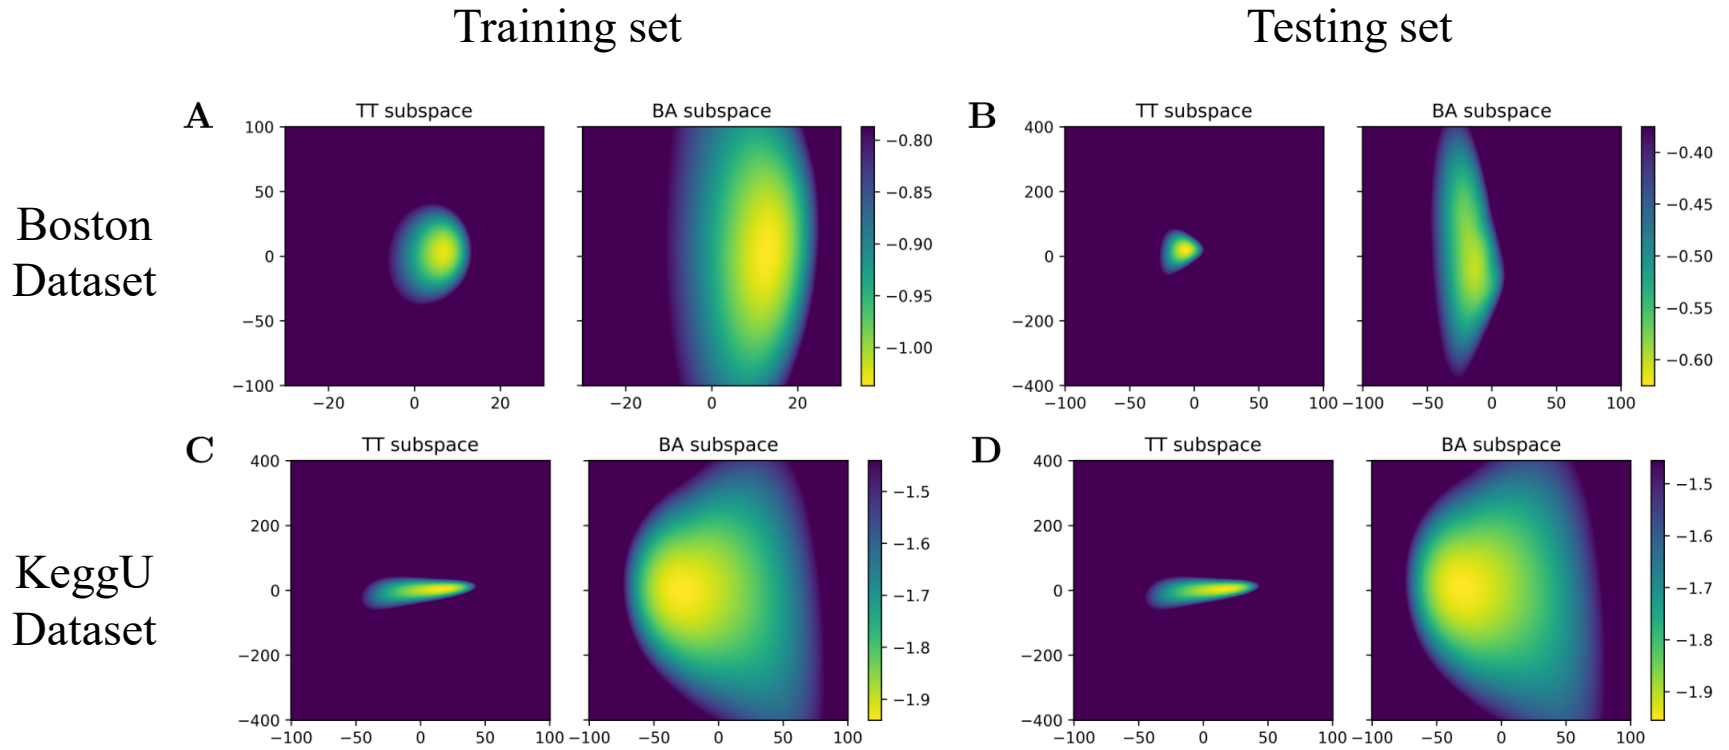 Training set Testing set
A TT subspace BA subspace B TT subspace BA subspace
100 50 0 −50 −100
−20 0 20
−20 0 20
−0.80 −0.85 −0.90 −0.95 −1.00
400 200 0 −200 −400
−100 −50 0 50 100
−100 −50 0 50 100
−0.40 −0.45 −0.50 −0.55 −0.60
Boston
Dataset
C TT subspace BA subspace D TT subspace BA subspace
400 200 0 −200 −400
−100 −50 0 50 100
−100 −50 0 50 100
−1.5 −1.6 −1.7 −1.8 −1.9
400 200 0 −200 −400
−100 −50 0 50 100
−100 −50 0 50 100
−1.5 −1.6 −1.7 −1.8 −1.9
KeggU
Dataset